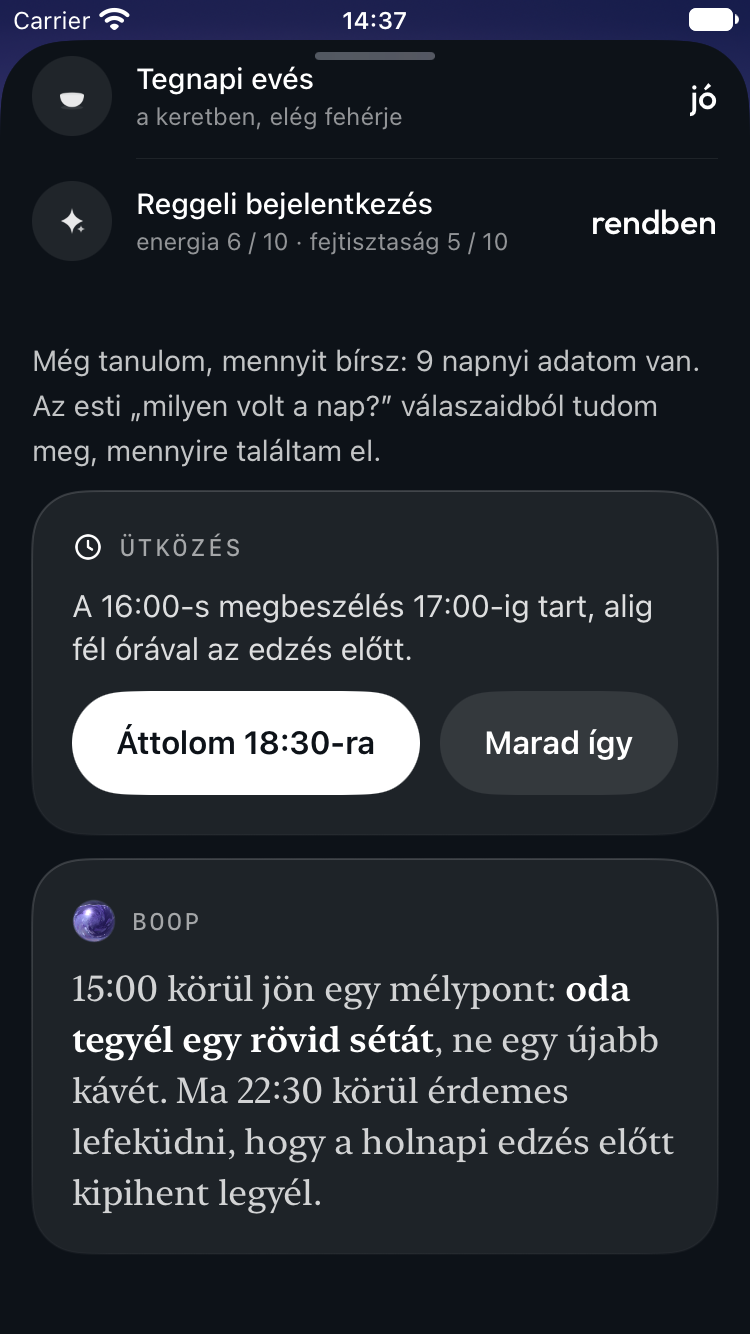 Carrier
14:37
Tegnapi evés
a keretben, elég fehérje
jó
Reggeli bejelentkezés
energia 6 / 10 · fejtisztaság 5 / 10
rendben
Még tanulom, mennyit bírsz: 9 napnyi adatom van.
Az esti „milyen volt a nap?” válaszaidból tudom
meg, mennyire találtam el.
ÜTKÖZÉS
A 16:00-s megbeszélés 17:00-ig tart, alig
fél órával az edzés előtt.
Áttolom 18:30-ra
Marad így
BOOP
15:00 körül jön egy mélypont: oda
tegyél egy rövid sétát, ne egy újabb
kávét. Ma 22:30 körül érdemes
lefeküdni, hogy a holnapi edzés előtt
kipihent legyél.